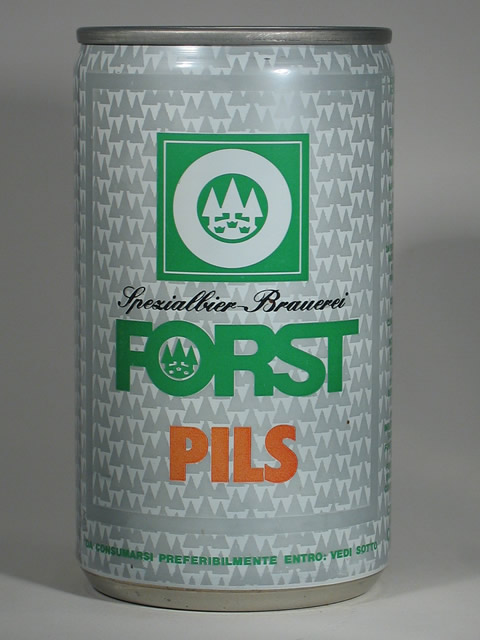 Spezialbier-Brauerei
FORST
PILS
DA CONSUMARSI PREFERIBILMENTE ENTRO: VEDI SOTTO